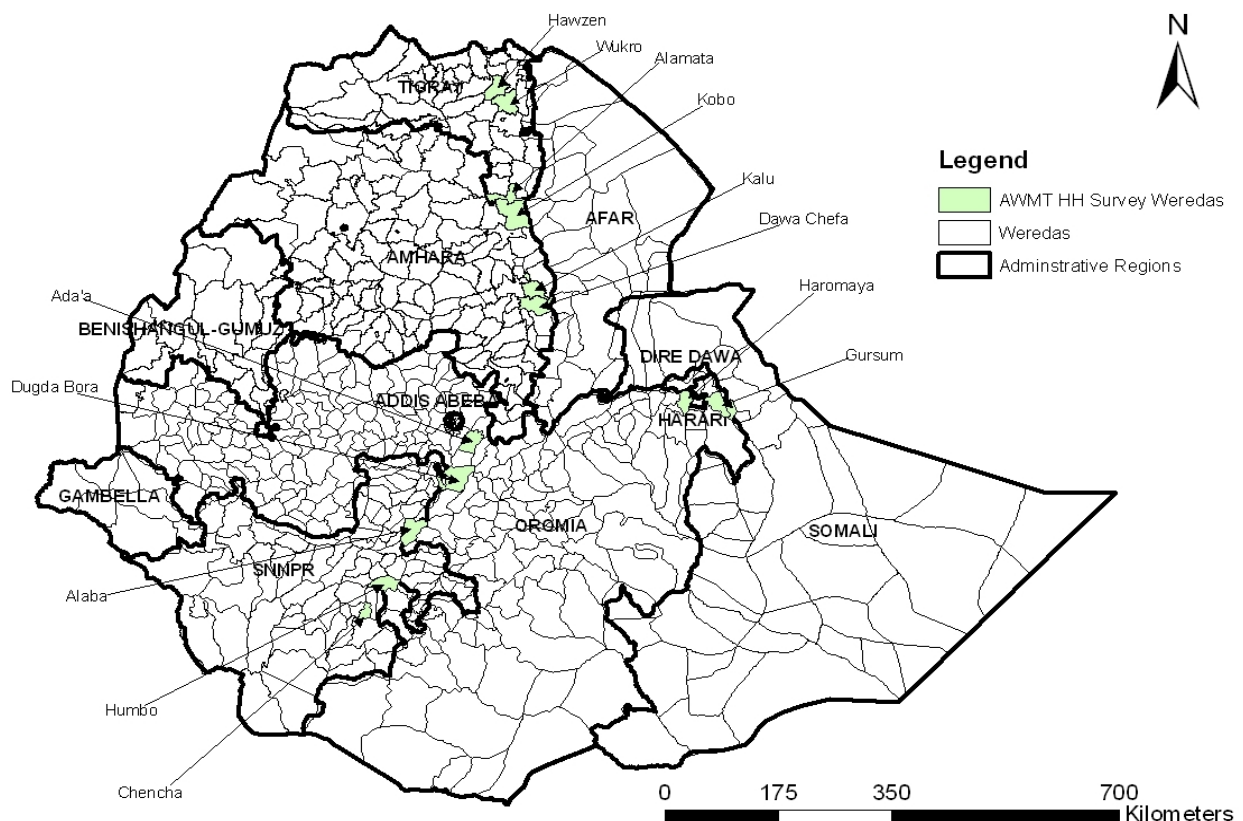 Hawzen
Wukro
Alamata
Kobo
Kalu
Dawa Chefa
Haromaya
Gursum
N
Legend
AWMT HH Survey Weredas
Weredas
Adminstrative Regions
TIGRAY
AFAR
AMHARA
Ada'a
BENISHANGUL-GUMUZ
Dugda Bora
DIRE DAWA
ADDIS ABEBA
HARARI
GAMBELLA
OROMIA
SOMALI
SNNPR
Alaba
Humbo
Chencha
0 175 350 700
Kilometers